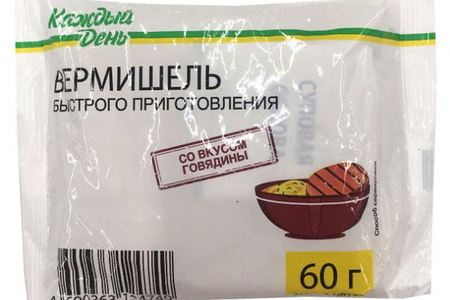 Каждый
День
ВЕРМИШЕЛЬ
БЫСТРОГО ПРИГОТОВЛЕНИЯ
СО ВКУСОМ
ГОВЯДИНЫ
60 г